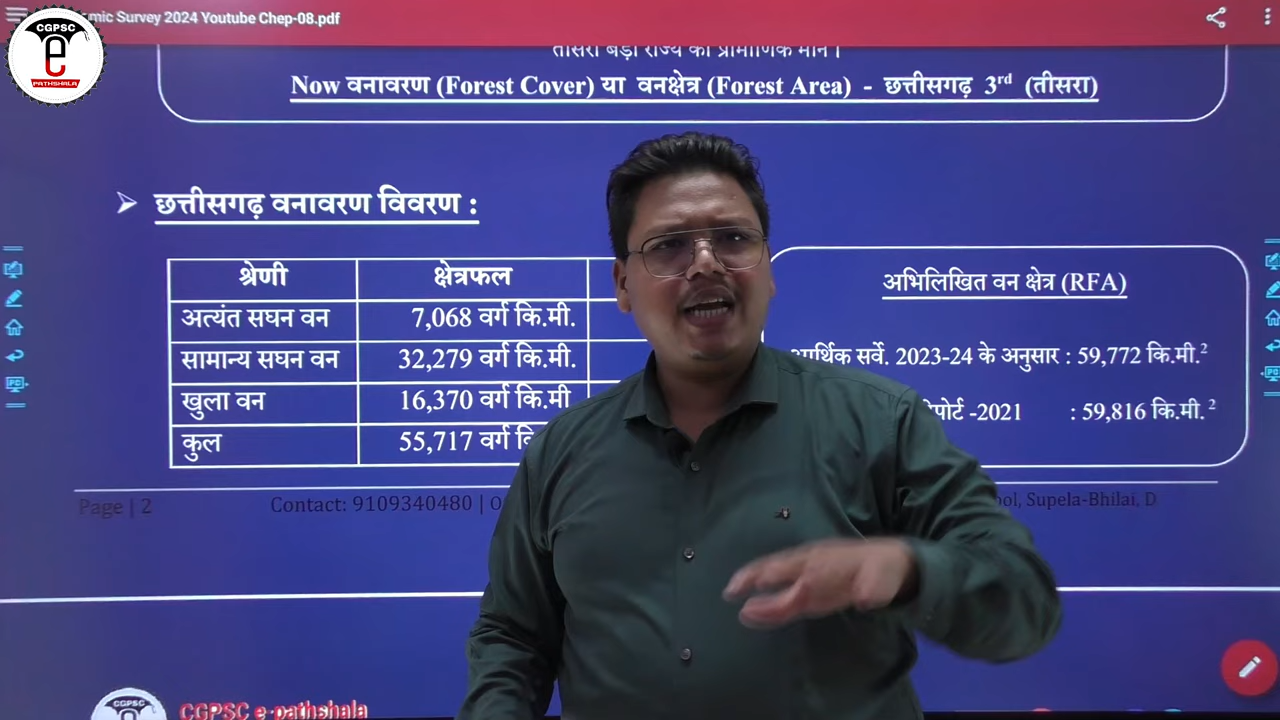 CGPSC
e
PATHSHALA
mic Survey 2024 Youtube Chep-08.pdf
तीसरा बड़ा राज्य को प्रामाणिक माने।
Now वनावरण (Forest Cover) या वनक्षेत्र (Forest Area) - छत्तीसगढ़ 3rd (तीसरा)
➢ छत्तीसगढ़ वनावरण विवरण :
श्रेणी क्षेत्रफल
अत्यंत सघन वन 7,068 वर्ग कि.मी.
सामान्य सघन वन 32,279 वर्ग कि.मी.
खुला वन 16,370 वर्ग कि.मी
कुल 55,717 वर्ग
अभिलिखित वन क्षेत्र (RFA)
आर्थिक सर्वे. 2023-24 के अनुसार : 59,772 कि.मी.2
-2021 : 59,816 कि.मी.2
Page | 2 Contact: 9109340480 | Supela-Bhilai, D
CGPSC
e
CGPSC e-pathshala